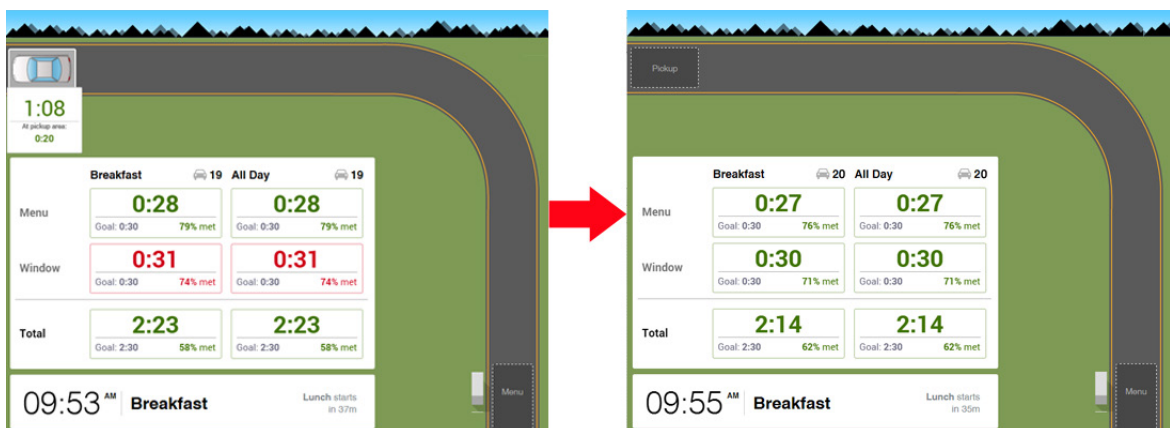 1:08
At pickup area:
0:20
Breakfast 19 All Day 19
Menu 0:28 0:28
Goal: 0:30 79% met Goal: 0:30 79% met
Window 0:31 0:31
Goal: 0:30 74% met Goal: 0:30 74% met
Total 2:23 2:23
Goal: 2:30 58% met Goal: 2:30 58% met
Menu
09:53 AM Breakfast Lunch starts
in 37m
Pickup
Breakfast 20 All Day 20
Menu 0:27 0:27
Goal: 0:30 76% met Goal: 0:30 76% met
Window 0:30 0:30
Goal: 0:30 71% met Goal: 0:30 71% met
Total 2:14 2:14
Goal: 2:30 62% met Goal: 2:30 62% met
Menu
09:55 AM Breakfast Lunch starts
in 35m